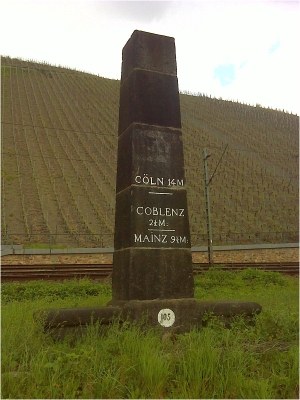 CÖLN 14M
COBLENZ
2¼M.
MAINZ 9¼M.
105